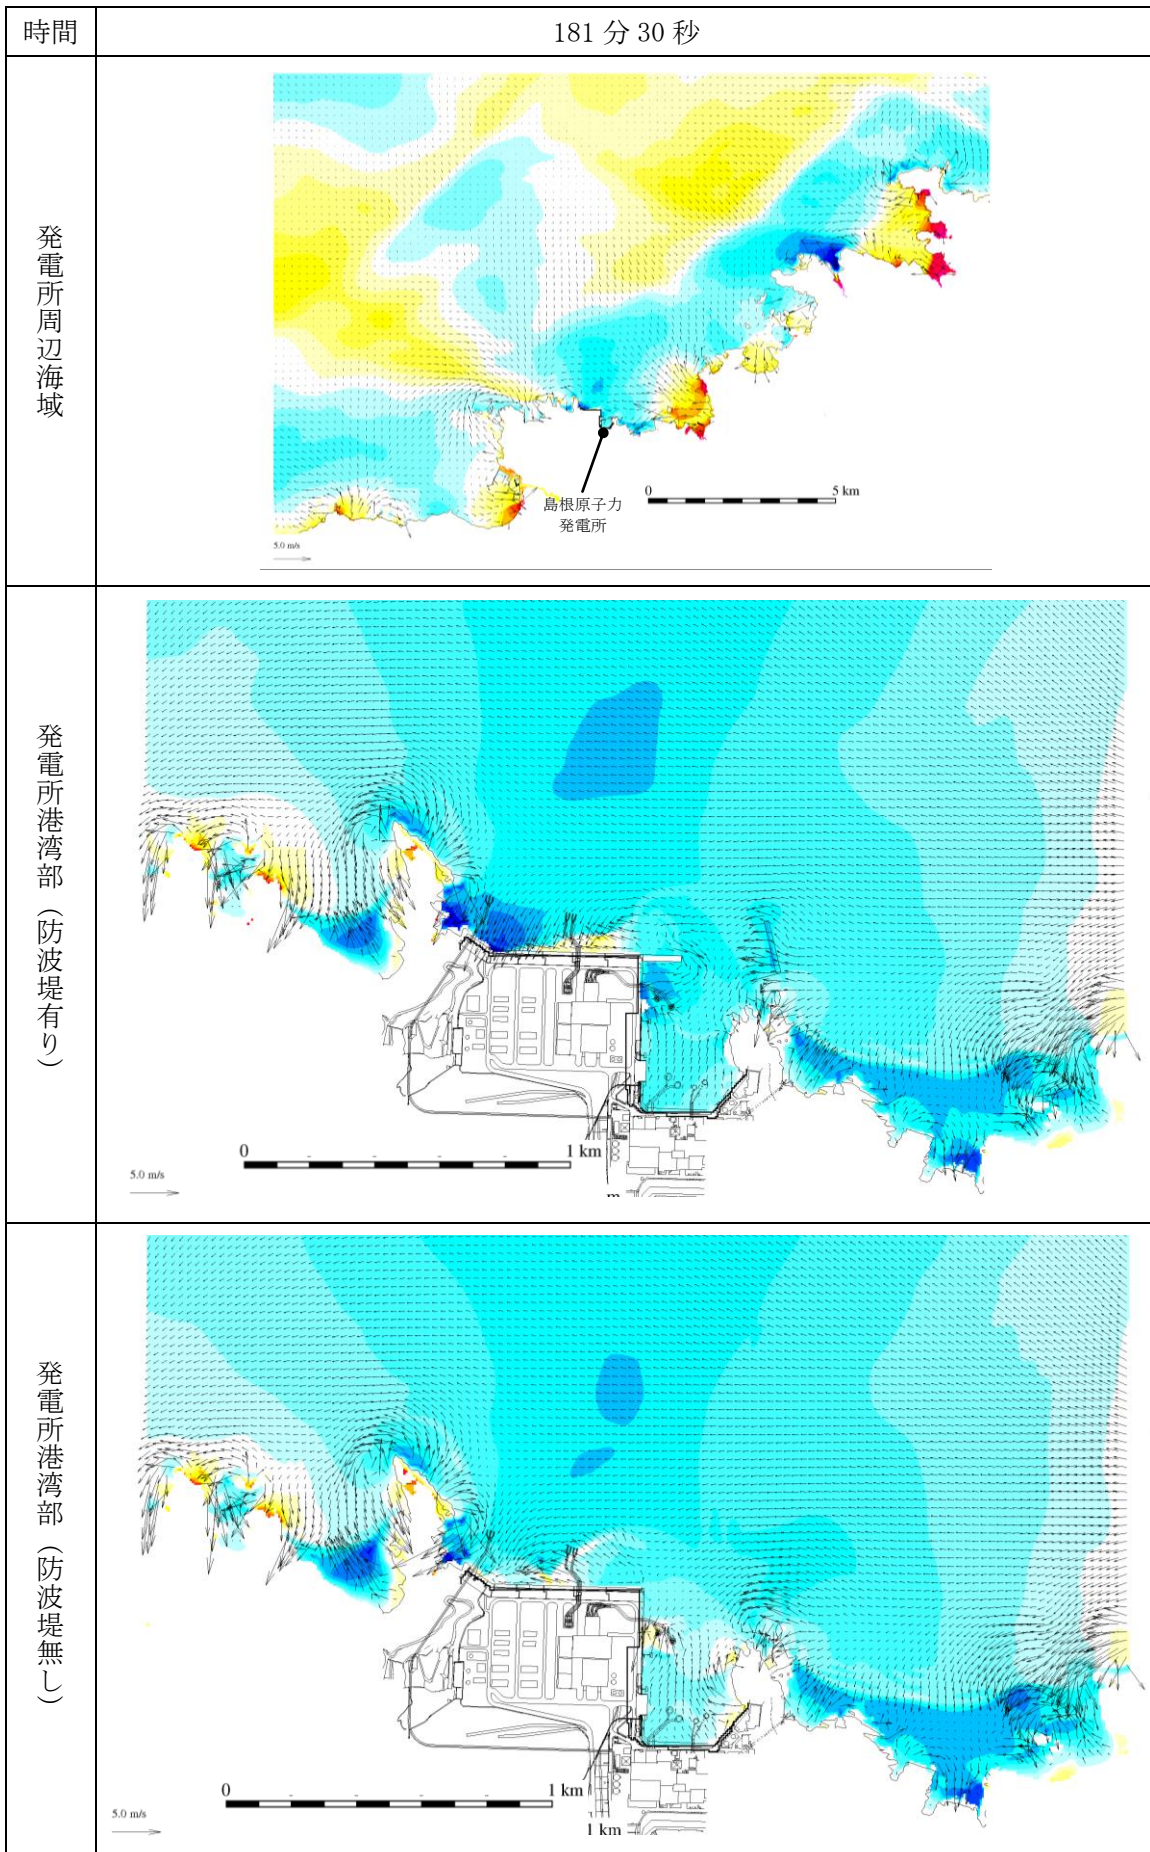 時間
181 分 30 秒
発電所周辺海域
島根原子力
発電所
0
5 km
5.0 m/s
発電所港湾部（防波堤有り）
0
1 km
5.0 m/s
m
発電所港湾部（防波堤無し）
0
1 km
5.0 m/s
1 km